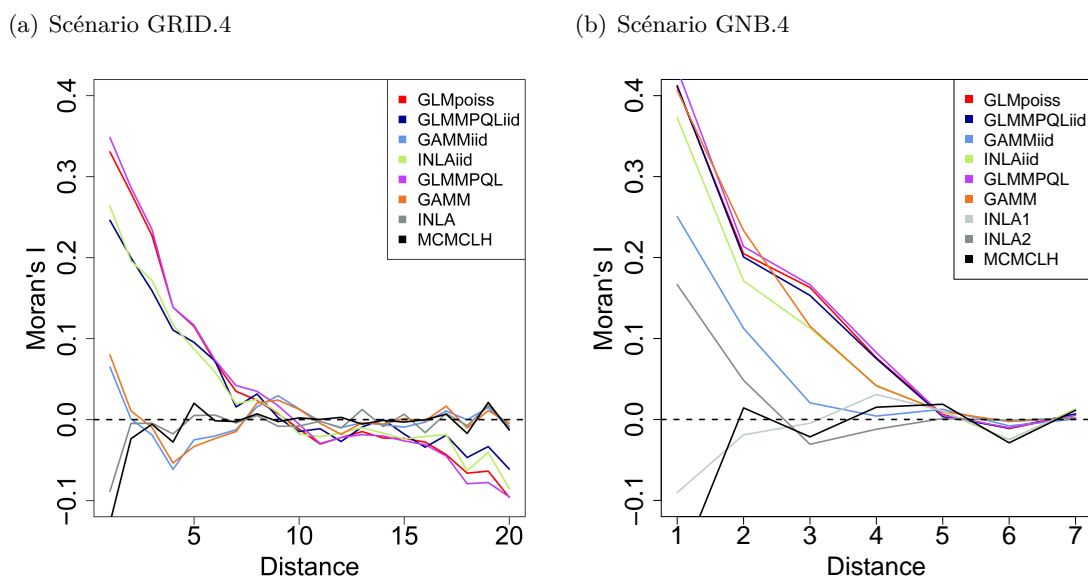 (a) Scénario GRID.4
Moran's I
0.4
0.3
0.2
0.1
0.0
−0.1
GLMpoiss
GLMMPQLiid
GAMMiid
INLAiid
GLMMPQL
GAMM
INLA
MCMCLH
5 10 15 20
Distance
(b) Scénario GNB.4
Moran's I
0.4
0.3
0.2
0.1
0.0
−0.1
GLMpoiss
GLMMPQLiid
GAMMiid
INLAiid
GLMMPQL
GAMM
INLA1
INLA2
MCMCLH
1 2 3 4 5 6 7
Distance